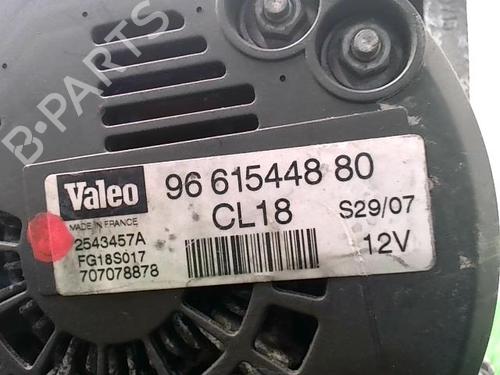 B-PARTS
Valeo
MADE IN FRANCE
96 615448 80
CL18
S29/07
2543457A
FG18S017
707078878
12V